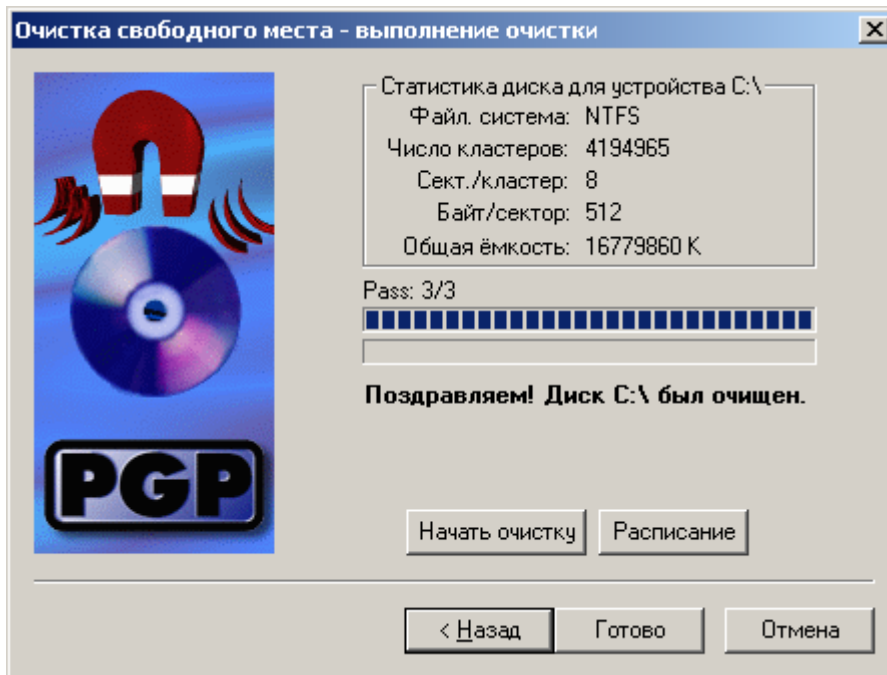 Очистка свободного места - выполнение очистки
Статистика диска для устройства C:\
Файл. система: NTFS
Число кластеров: 4194965
Сект./кластер: 8
Байт/сектор: 512
Общая ёмкость: 16779860 K
Pass: 3/3
Поздравляем! Диск C:\ был очищен.
PGP
Начать очистку Расписание
< Назад Готово Отмена